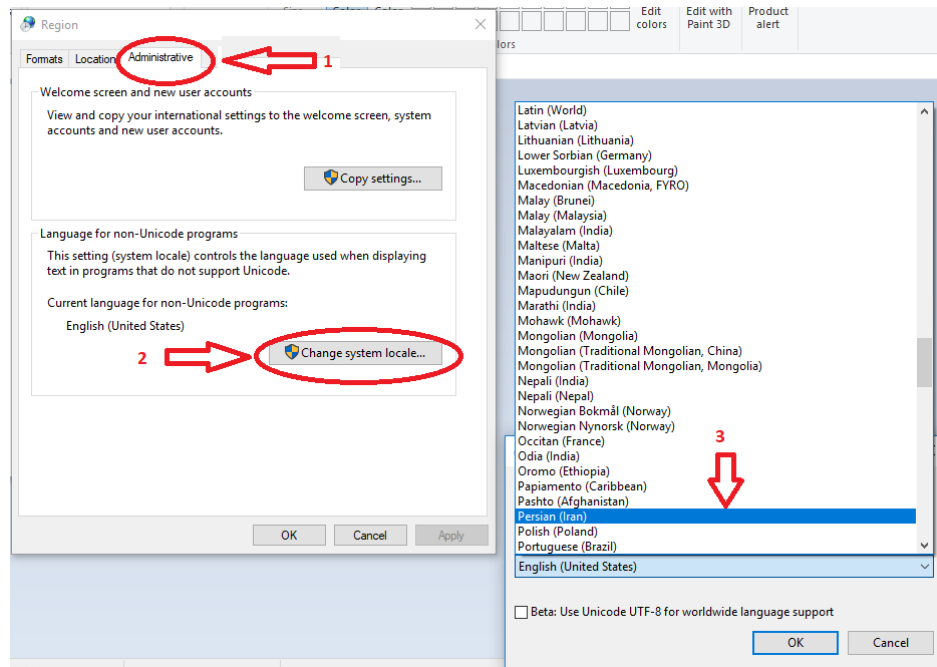 Size
Color
Color
Edit
colors
Edit with
Paint 3D
Product
alert
lors
Region
Formats
Location
Administrative
1
Welcome screen and new user accounts
View and copy your international settings to the welcome screen, system
accounts and new user accounts.
Copy settings...
Language for non-Unicode programs
This setting (system locale) controls the language used when displaying
text in programs that do not support Unicode.
Current language for non-Unicode programs:
English (United States)
2
Change system locale...
OK
Cancel
Apply
Latin (World)
Latvian (Latvia)
Lithuanian (Lithuania)
Lower Sorbian (Germany)
Luxembourgish (Luxembourg)
Macedonian (Macedonia, FYRO)
Malay (Brunei)
Malay (Malaysia)
Malayalam (India)
Maltese (Malta)
Manipuri (India)
Maori (New Zealand)
Mapudungun (Chile)
Marathi (India)
Mohawk (Mohawk)
Mongolian (Mongolia)
Mongolian (Traditional Mongolian, China)
Mongolian (Traditional Mongolian, Mongolia)
Nepali (India)
Nepali (Nepal)
Norwegian Bokmål (Norway)
Norwegian Nynorsk (Norway)
Occitan (France)
Odia (India)
Oromo (Ethiopia)
Papiamento (Caribbean)
Pashto (Afghanistan)
Persian (Iran)
Polish (Poland)
Portuguese (Brazil)
3
English (United States)
Beta: Use Unicode UTF-8 for worldwide language support
OK
Cancel